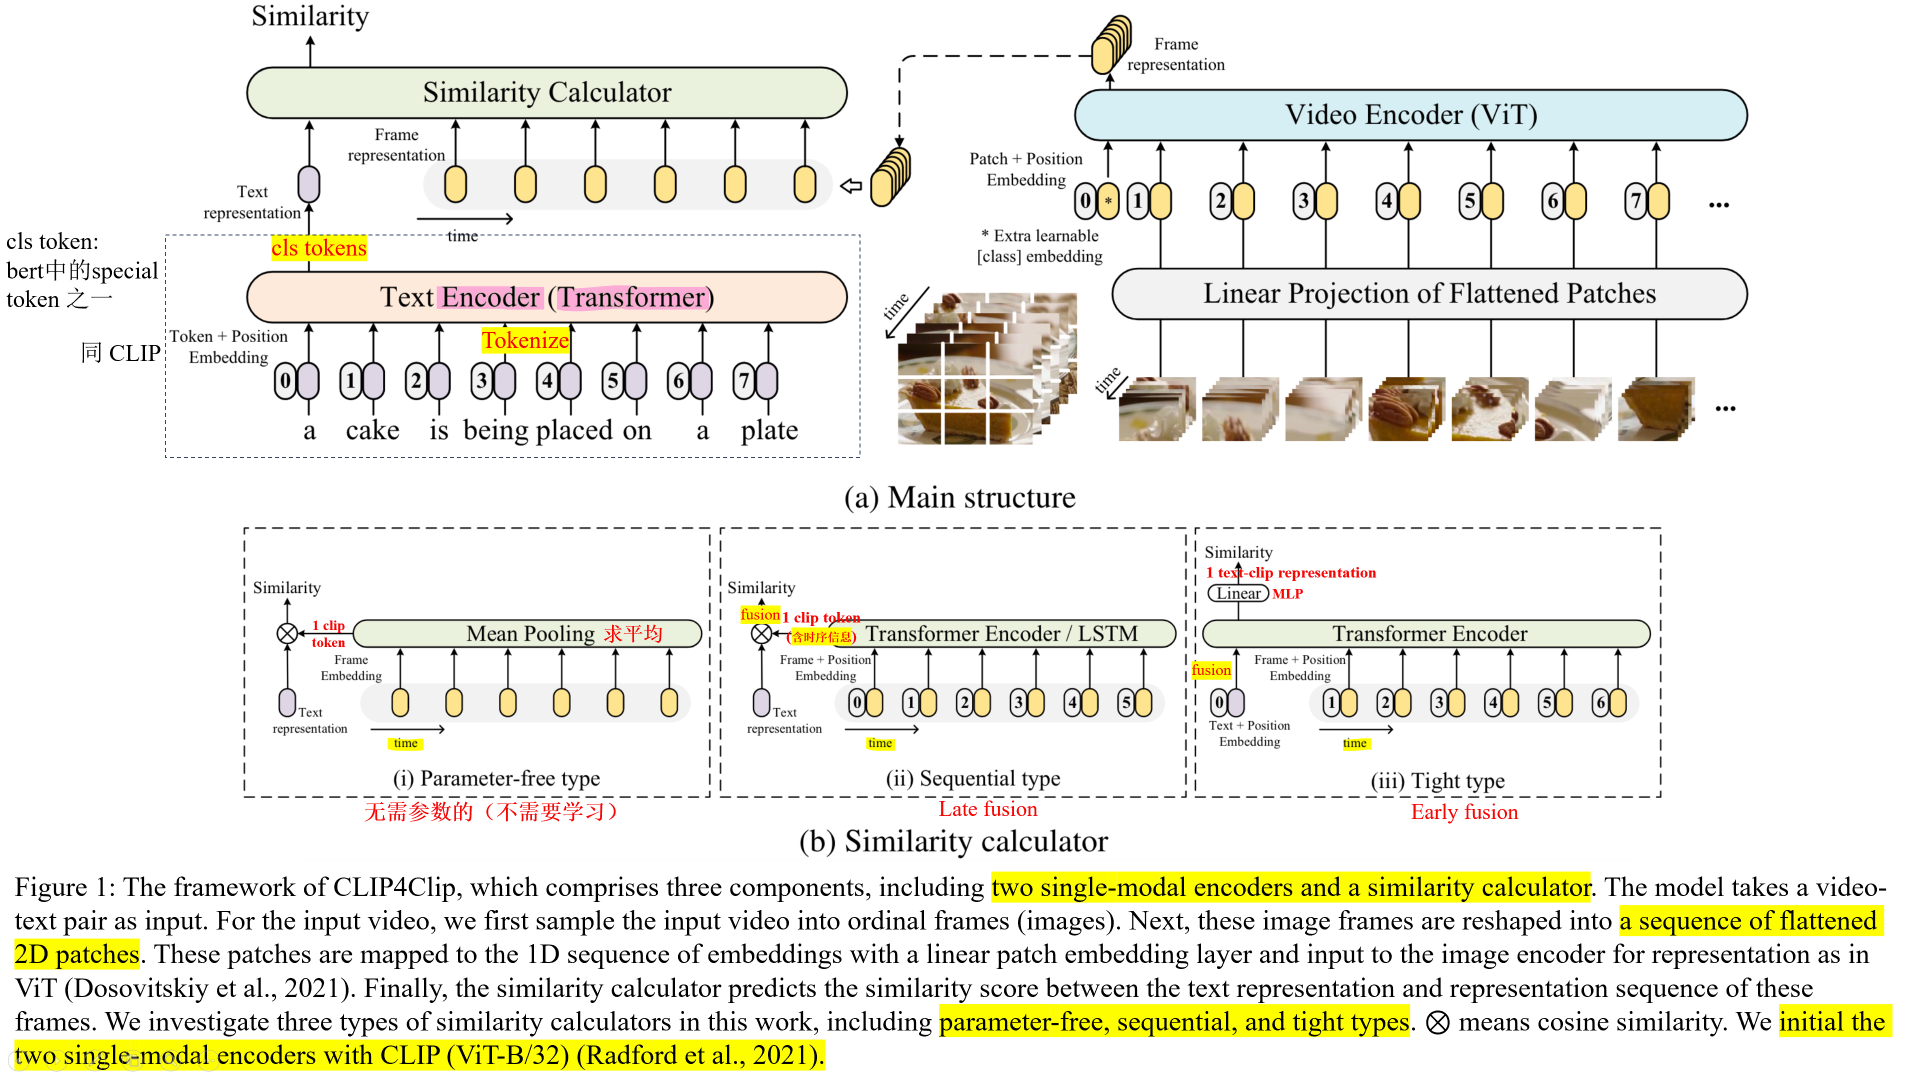 Similarity
Similarity Calculator
Frame
representation
Text
representation
time
cls tokens
cls token:
bert中的special
token 之一
同 CLIP
Text Encoder (Transformer)
Token + Position
Embedding
Tokenize
0 1 2 3 4 5 6 7
a cake is being placed on a plate
Frame
representation
Video Encoder (ViT)
Patch + Position
Embedding
0 * 1 2 3 4 5 6 7 ...
* Extra learnable
[class] embedding
Linear Projection of Flattened Patches
time
time
...
(a) Main structure
Similarity
1 clip
token
Mean Pooling 求平均
Frame
Embedding
Text
representation
time
(i) Parameter-free type
无需参数的（不需要学习）
Similarity
fusion
1 clip token
(含时序信息)
Transformer Encoder / LSTM
Frame + Position
Embedding
0 1 2 3 4 5
Text
representation
time
(ii) Sequential type
Late fusion
Similarity
1 text-clip representation
Linear MLP
Transformer Encoder
fusion
Frame + Position
Embedding
0 1 2 3 4 5 6
Text + Position
Embedding
time
(iii) Tight type
Early fusion
(b) Similarity calculator
Figure 1: The framework of CLIP4Clip, which comprises three components, including two single-modal encoders and a similarity calculator. The model takes a video-
text pair as input. For the input video, we first sample the input video into ordinal frames (images). Next, these image frames are reshaped into a sequence of flattened
2D patches. These patches are mapped to the 1D sequence of embeddings with a linear patch embedding layer and input to the image encoder for representation as in
ViT (Dosovitskiy et al., 2021). Finally, the similarity calculator predicts the similarity score between the text representation and representation sequence of these
frames. We investigate three types of similarity calculators in this work, including parameter-free, sequential, and tight types. ⊗ means cosine similarity. We initial the
two single-modal encoders with CLIP (ViT-B/32) (Radford et al., 2021).